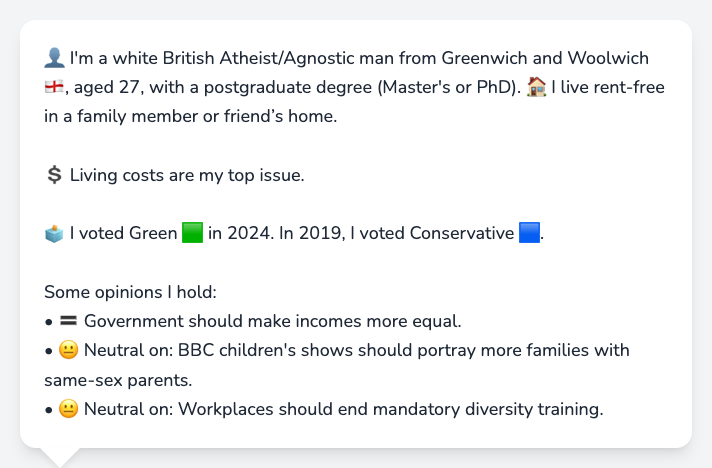 👤 I'm a white British Atheist/Agnostic man from Greenwich and Woolwich
🏴󠁧󠁢󠁥󠁮󠁧󠁿, aged 27, with a postgraduate degree (Master's or PhD). 🏠 I live rent-free
in a family member or friend’s home.
💲 Living costs are my top issue.
🗳️ I voted Green 🟩 in 2024. In 2019, I voted Conservative 🟦.
Some opinions I hold:
• 🟰 Government should make incomes more equal.
• 😐 Neutral on: BBC children's shows should portray more families with
same-sex parents.
• 😐 Neutral on: Workplaces should end mandatory diversity training.